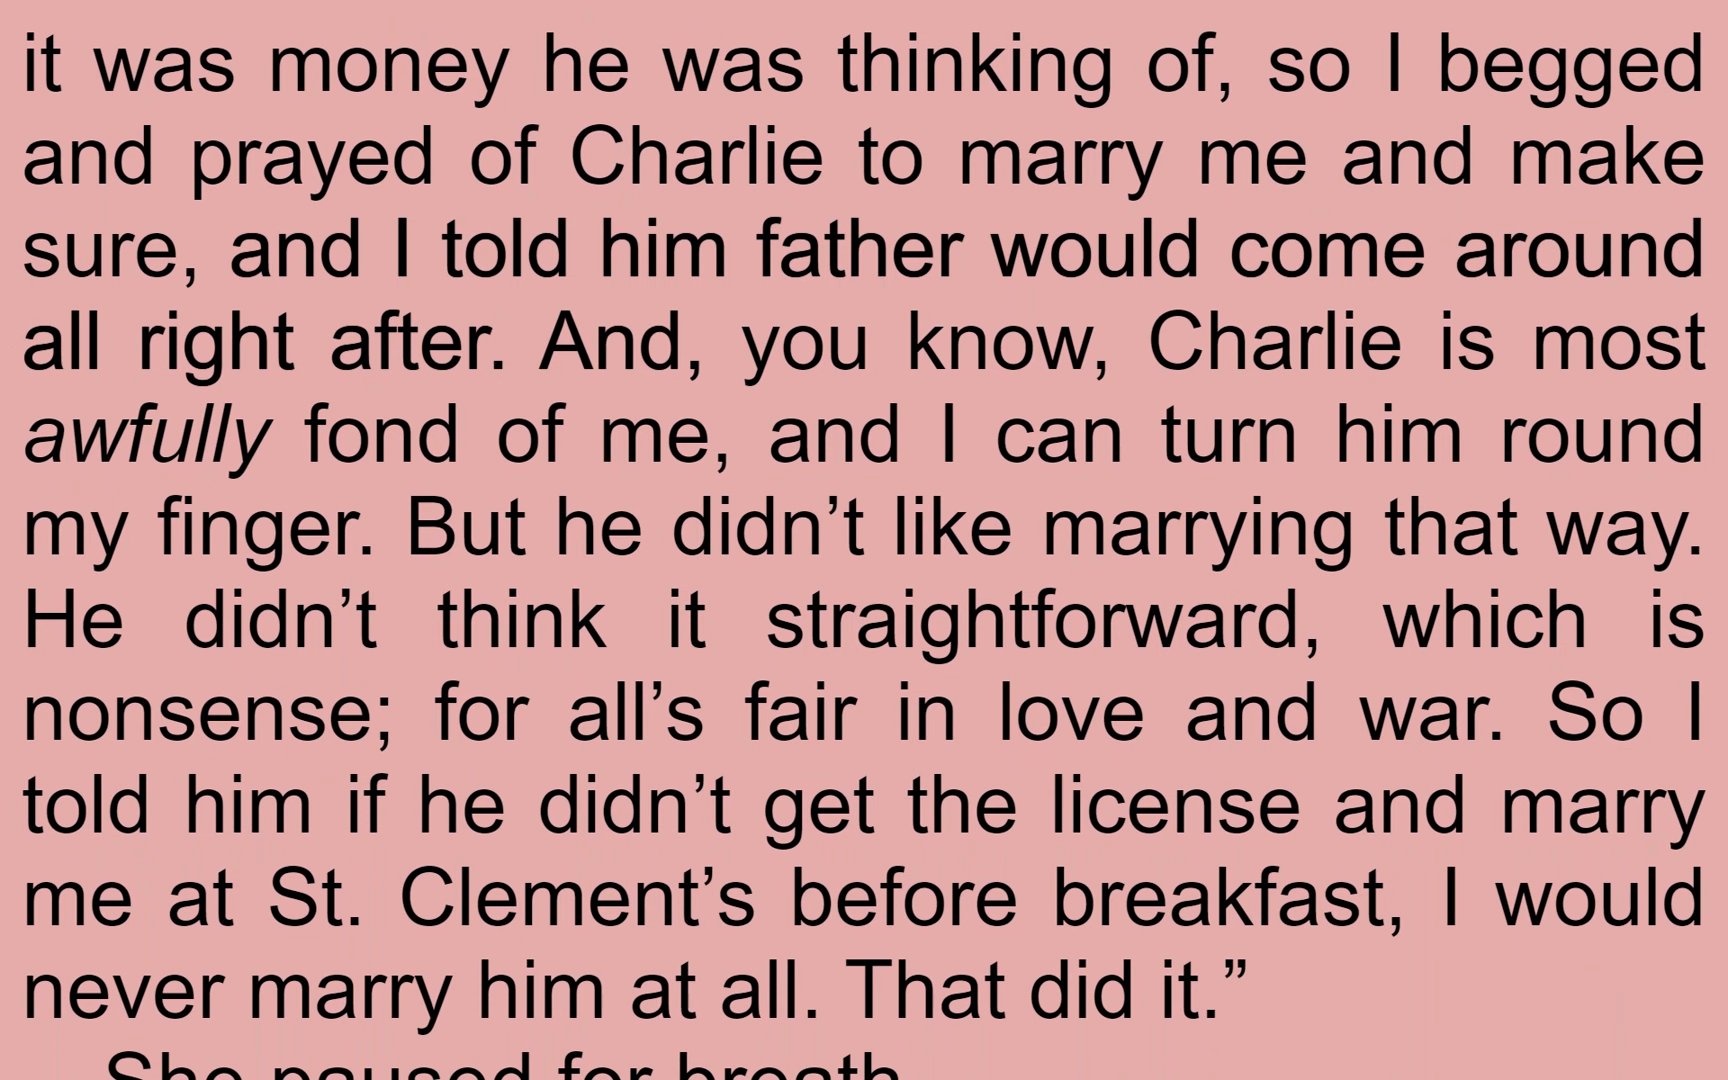 it was money he was thinking of, so I begged
and prayed of Charlie to marry me and make
sure, and I told him father would come around
all right after. And, you know, Charlie is most
awfully fond of me, and I can turn him round
my finger. But he didn’t like marrying that way.
He didn’t think it straightforward, which is
nonsense; for all’s fair in love and war. So I
told him if he didn’t get the license and marry
me at St. Clement’s before breakfast, I would
never marry him at all. That did it.”
She paused for breath